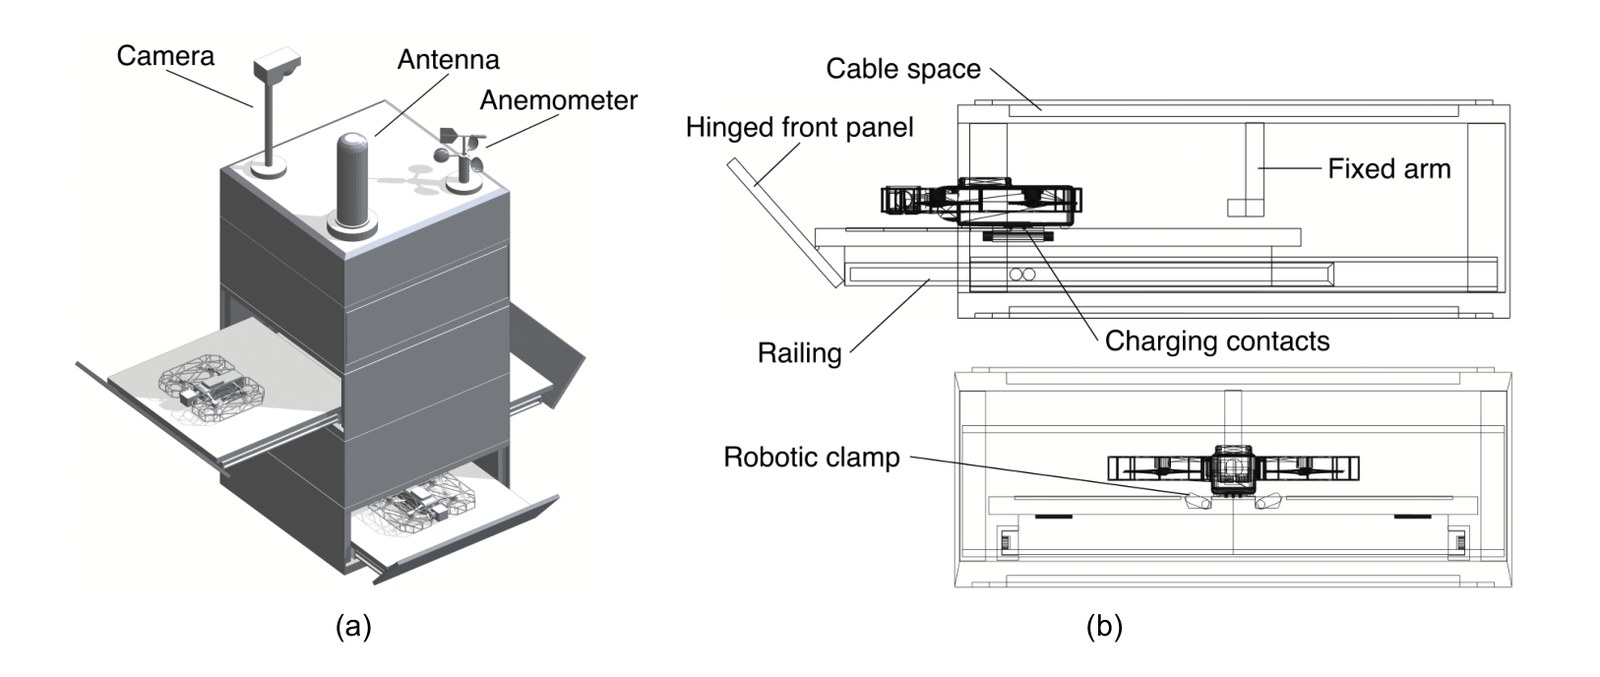 Camera
Antenna
Anemometer
(a)
Cable space
Hinged front panel
Fixed arm
Charging contacts
Railing
Robotic clamp
(b)